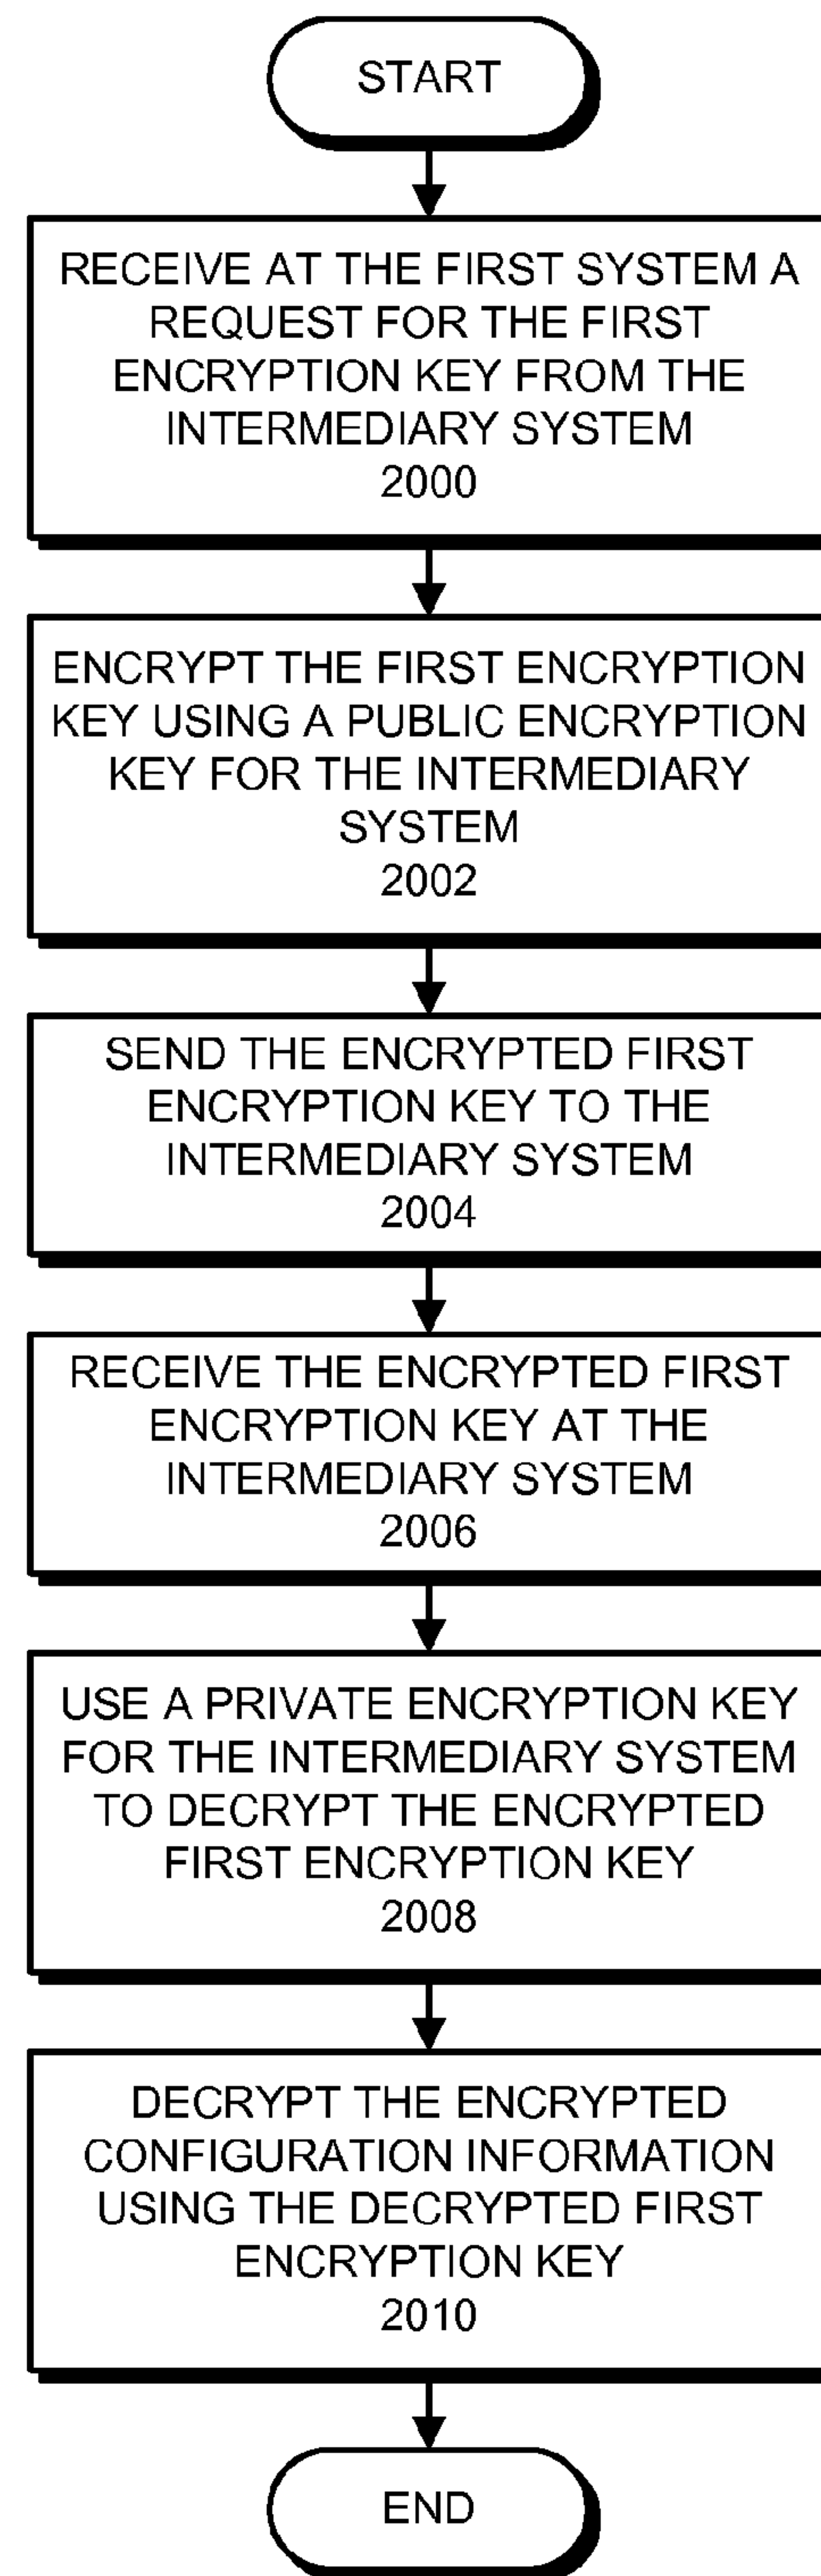 START
RECEIVE AT THE FIRST SYSTEM A
REQUEST FOR THE FIRST
ENCRYPTION KEY FROM THE
INTERMEDIARY SYSTEM
2000
ENCRYPT THE FIRST ENCRYPTION
KEY USING A PUBLIC ENCRYPTION
KEY FOR THE INTERMEDIARY
SYSTEM
2002
SEND THE ENCRYPTED FIRST
ENCRYPTION KEY TO THE
INTERMEDIARY SYSTEM
2004
RECEIVE THE ENCRYPTED FIRST
ENCRYPTION KEY AT THE
INTERMEDIARY SYSTEM
2006
USE A PRIVATE ENCRYPTION KEY
FOR THE INTERMEDIARY SYSTEM
TO DECRYPT THE ENCRYPTED
FIRST ENCRYPTION KEY
2008
DECRYPT THE ENCRYPTED
CONFIGURATION INFORMATION
USING THE DECRYPTED FIRST
ENCRYPTION KEY
2010
END